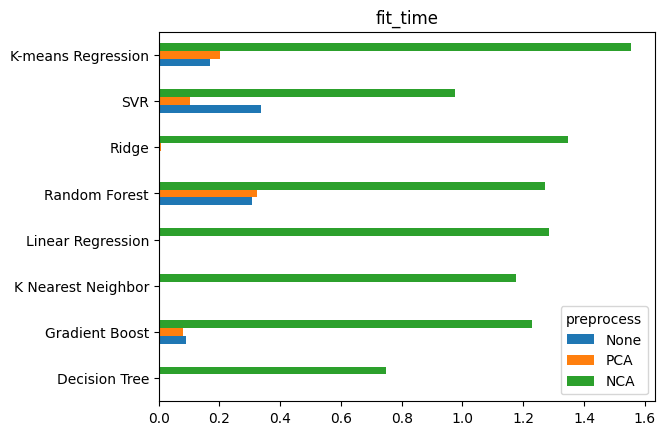 fit_time
K-means Regression
SVR
Ridge
Random Forest
Linear Regression
K Nearest Neighbor
Gradient Boost
Decision Tree
preprocess
None
PCA
NCA
0.0 0.2 0.4 0.6 0.8 1.0 1.2 1.4 1.6